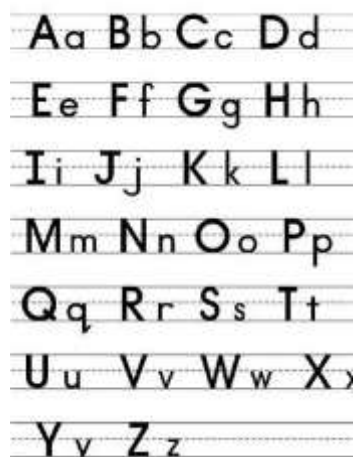 Aa Bb Cc Dd
Ee Ff Gg Hh
Ii Jj Kk Ll
Mm Nn Oo Pp
Qq Rr Ss Tt
Uu Vv Ww Xx
Yy Zz